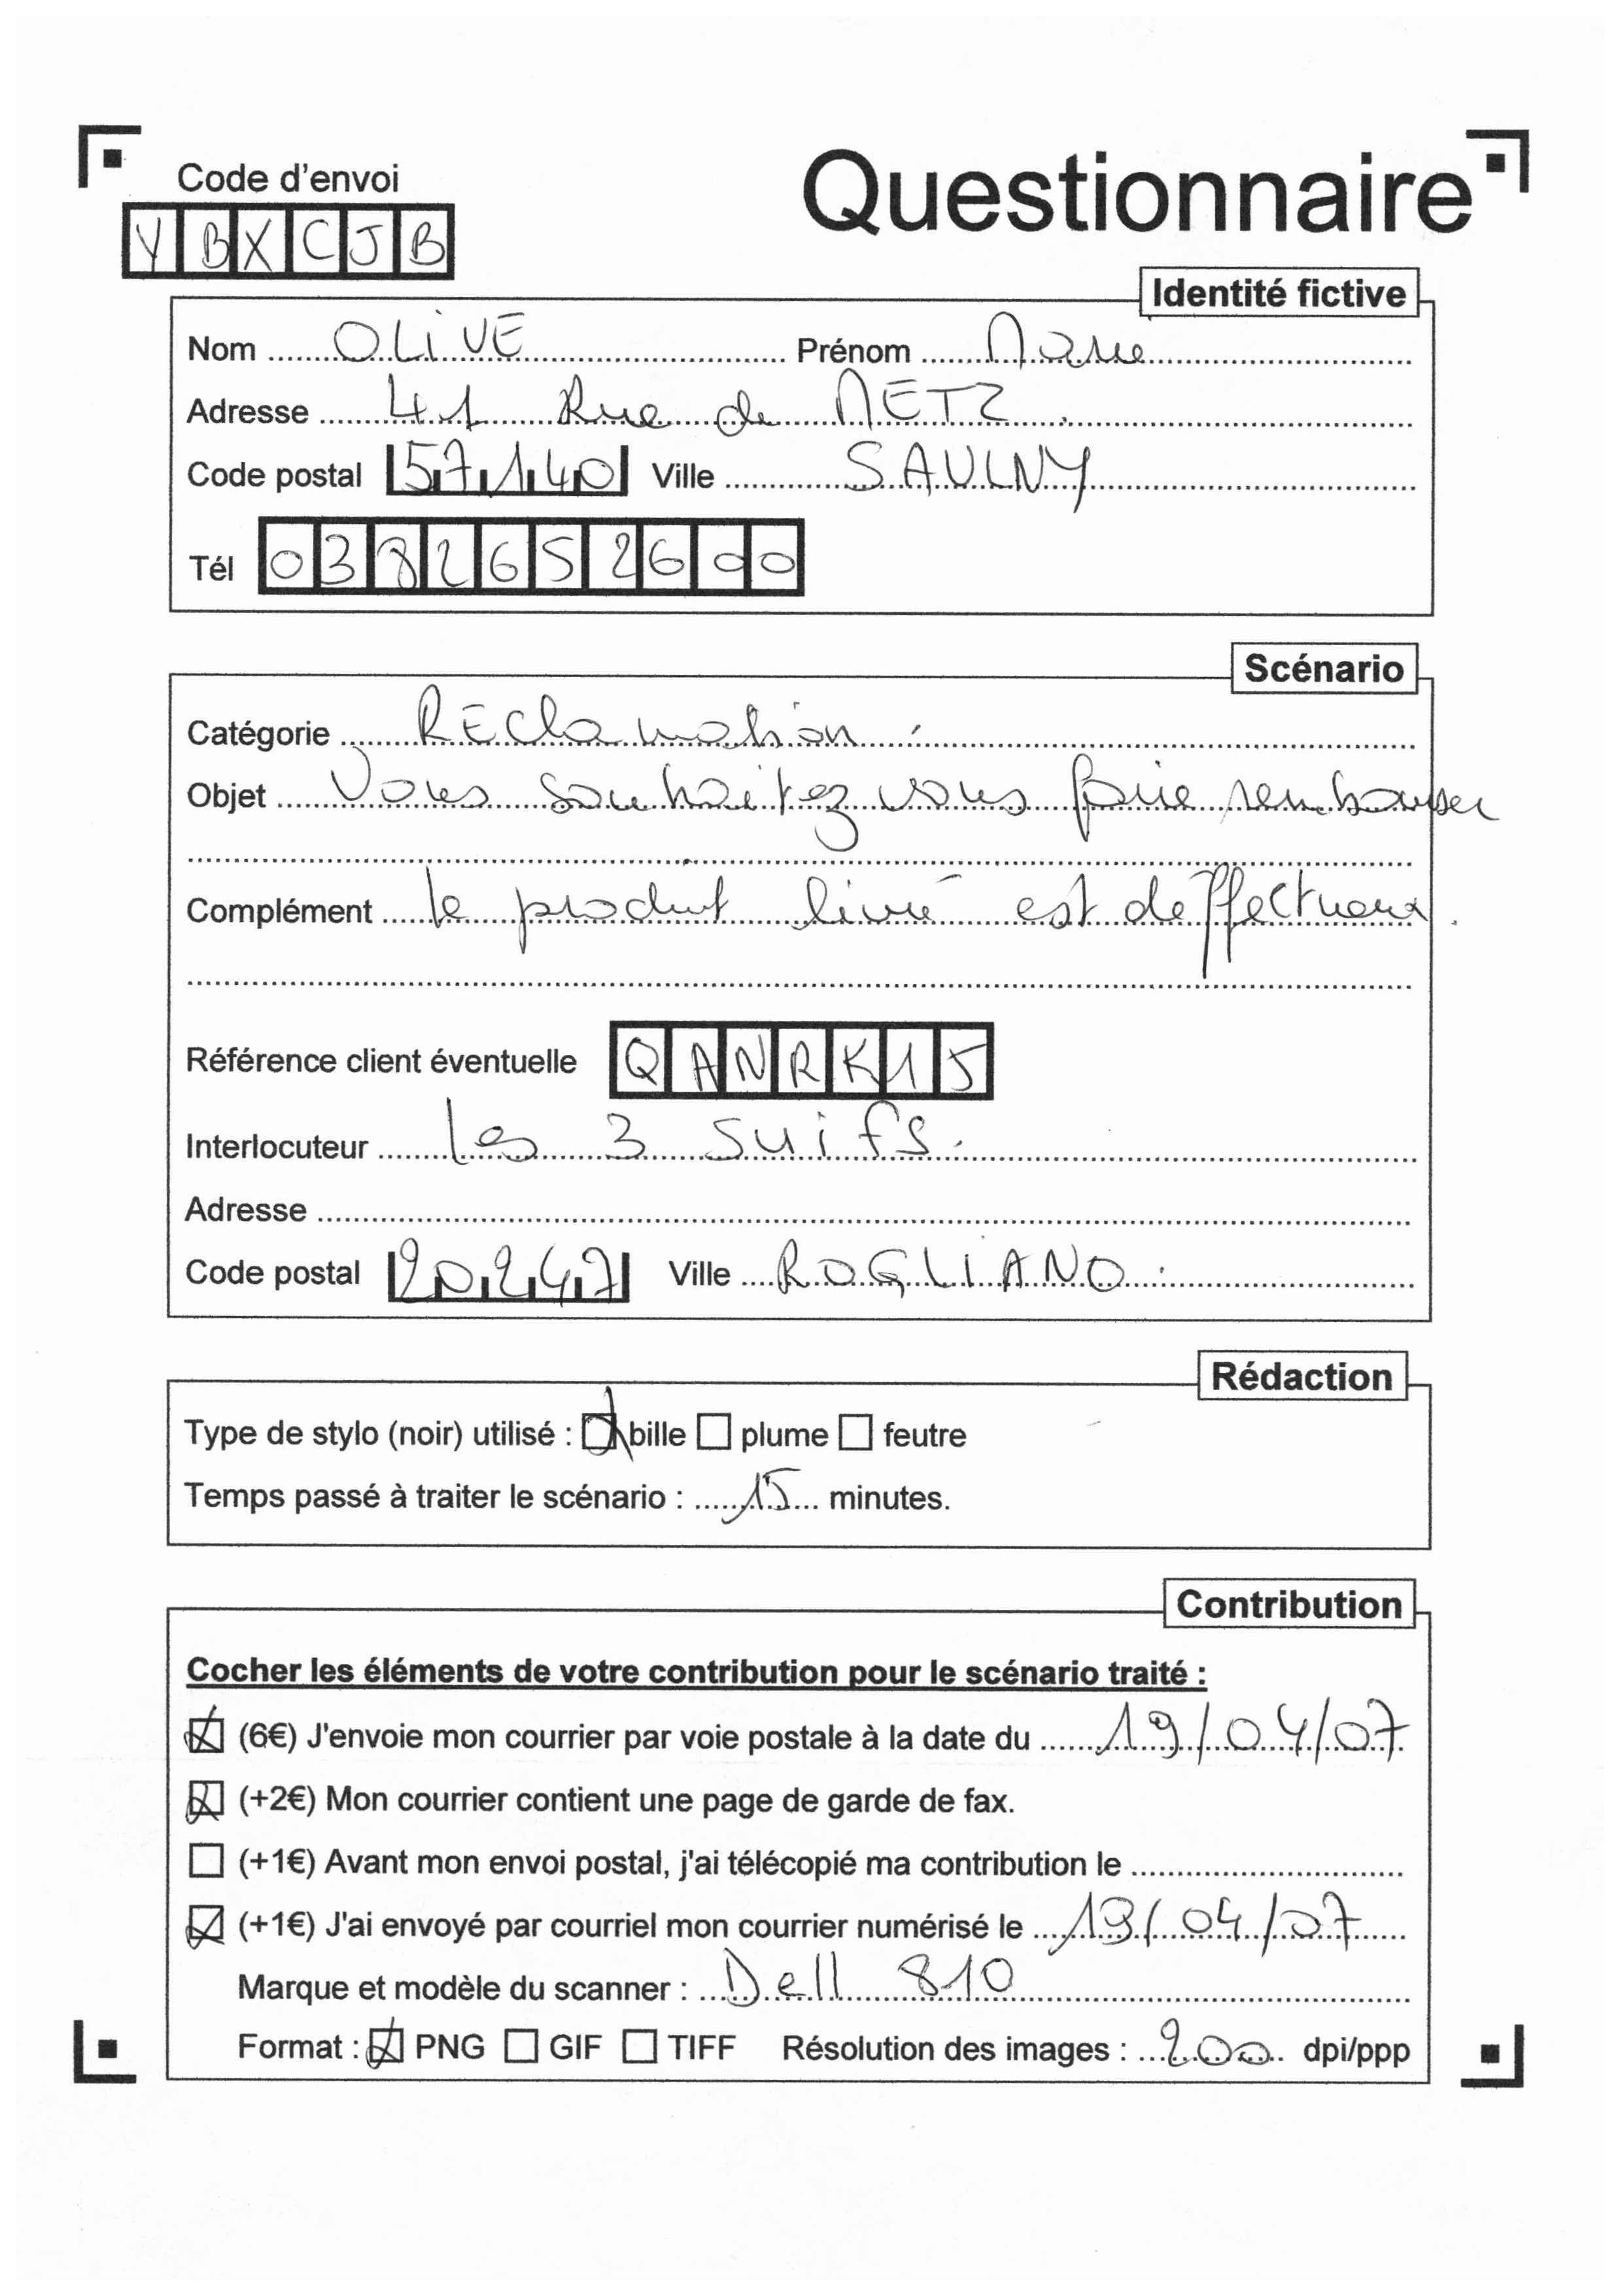 Code d'envoi
Questionnaire
Y B X C J B
Identité fictive
Nom OLIVE Prénom Marie
Adresse 41 Rue de METZ.
Code postal 57140 Ville SAULNY
Tél 0382652600
Scénario
Catégorie REclamation.
Objet Vous souhaitez vous faire rembourser
Complément le produit livré est deffectueux.
Référence client éventuelle QANRK15
Interlocuteur les 3 suifs.
Adresse
Code postal 20247 Ville ROGLIANO.
Rédaction
Type de stylo (noir) utilisé : bille plume feutre
Temps passé à traiter le scénario : 15 minutes.
Contribution
Cocher les éléments de votre contribution pour le scénario traité :
(6€) J'envoie mon courrier par voie postale à la date du 19/04/07
(+2€) Mon courrier contient une page de garde de fax.
(+1€) Avant mon envoi postal, j'ai télécopié ma contribution le
(+1€) J'ai envoyé par courriel mon courrier numérisé le 19/04/07
Marque et modèle du scanner : Dell 810
Format : PNG GIF TIFF Résolution des images : 200 dpi/ppp